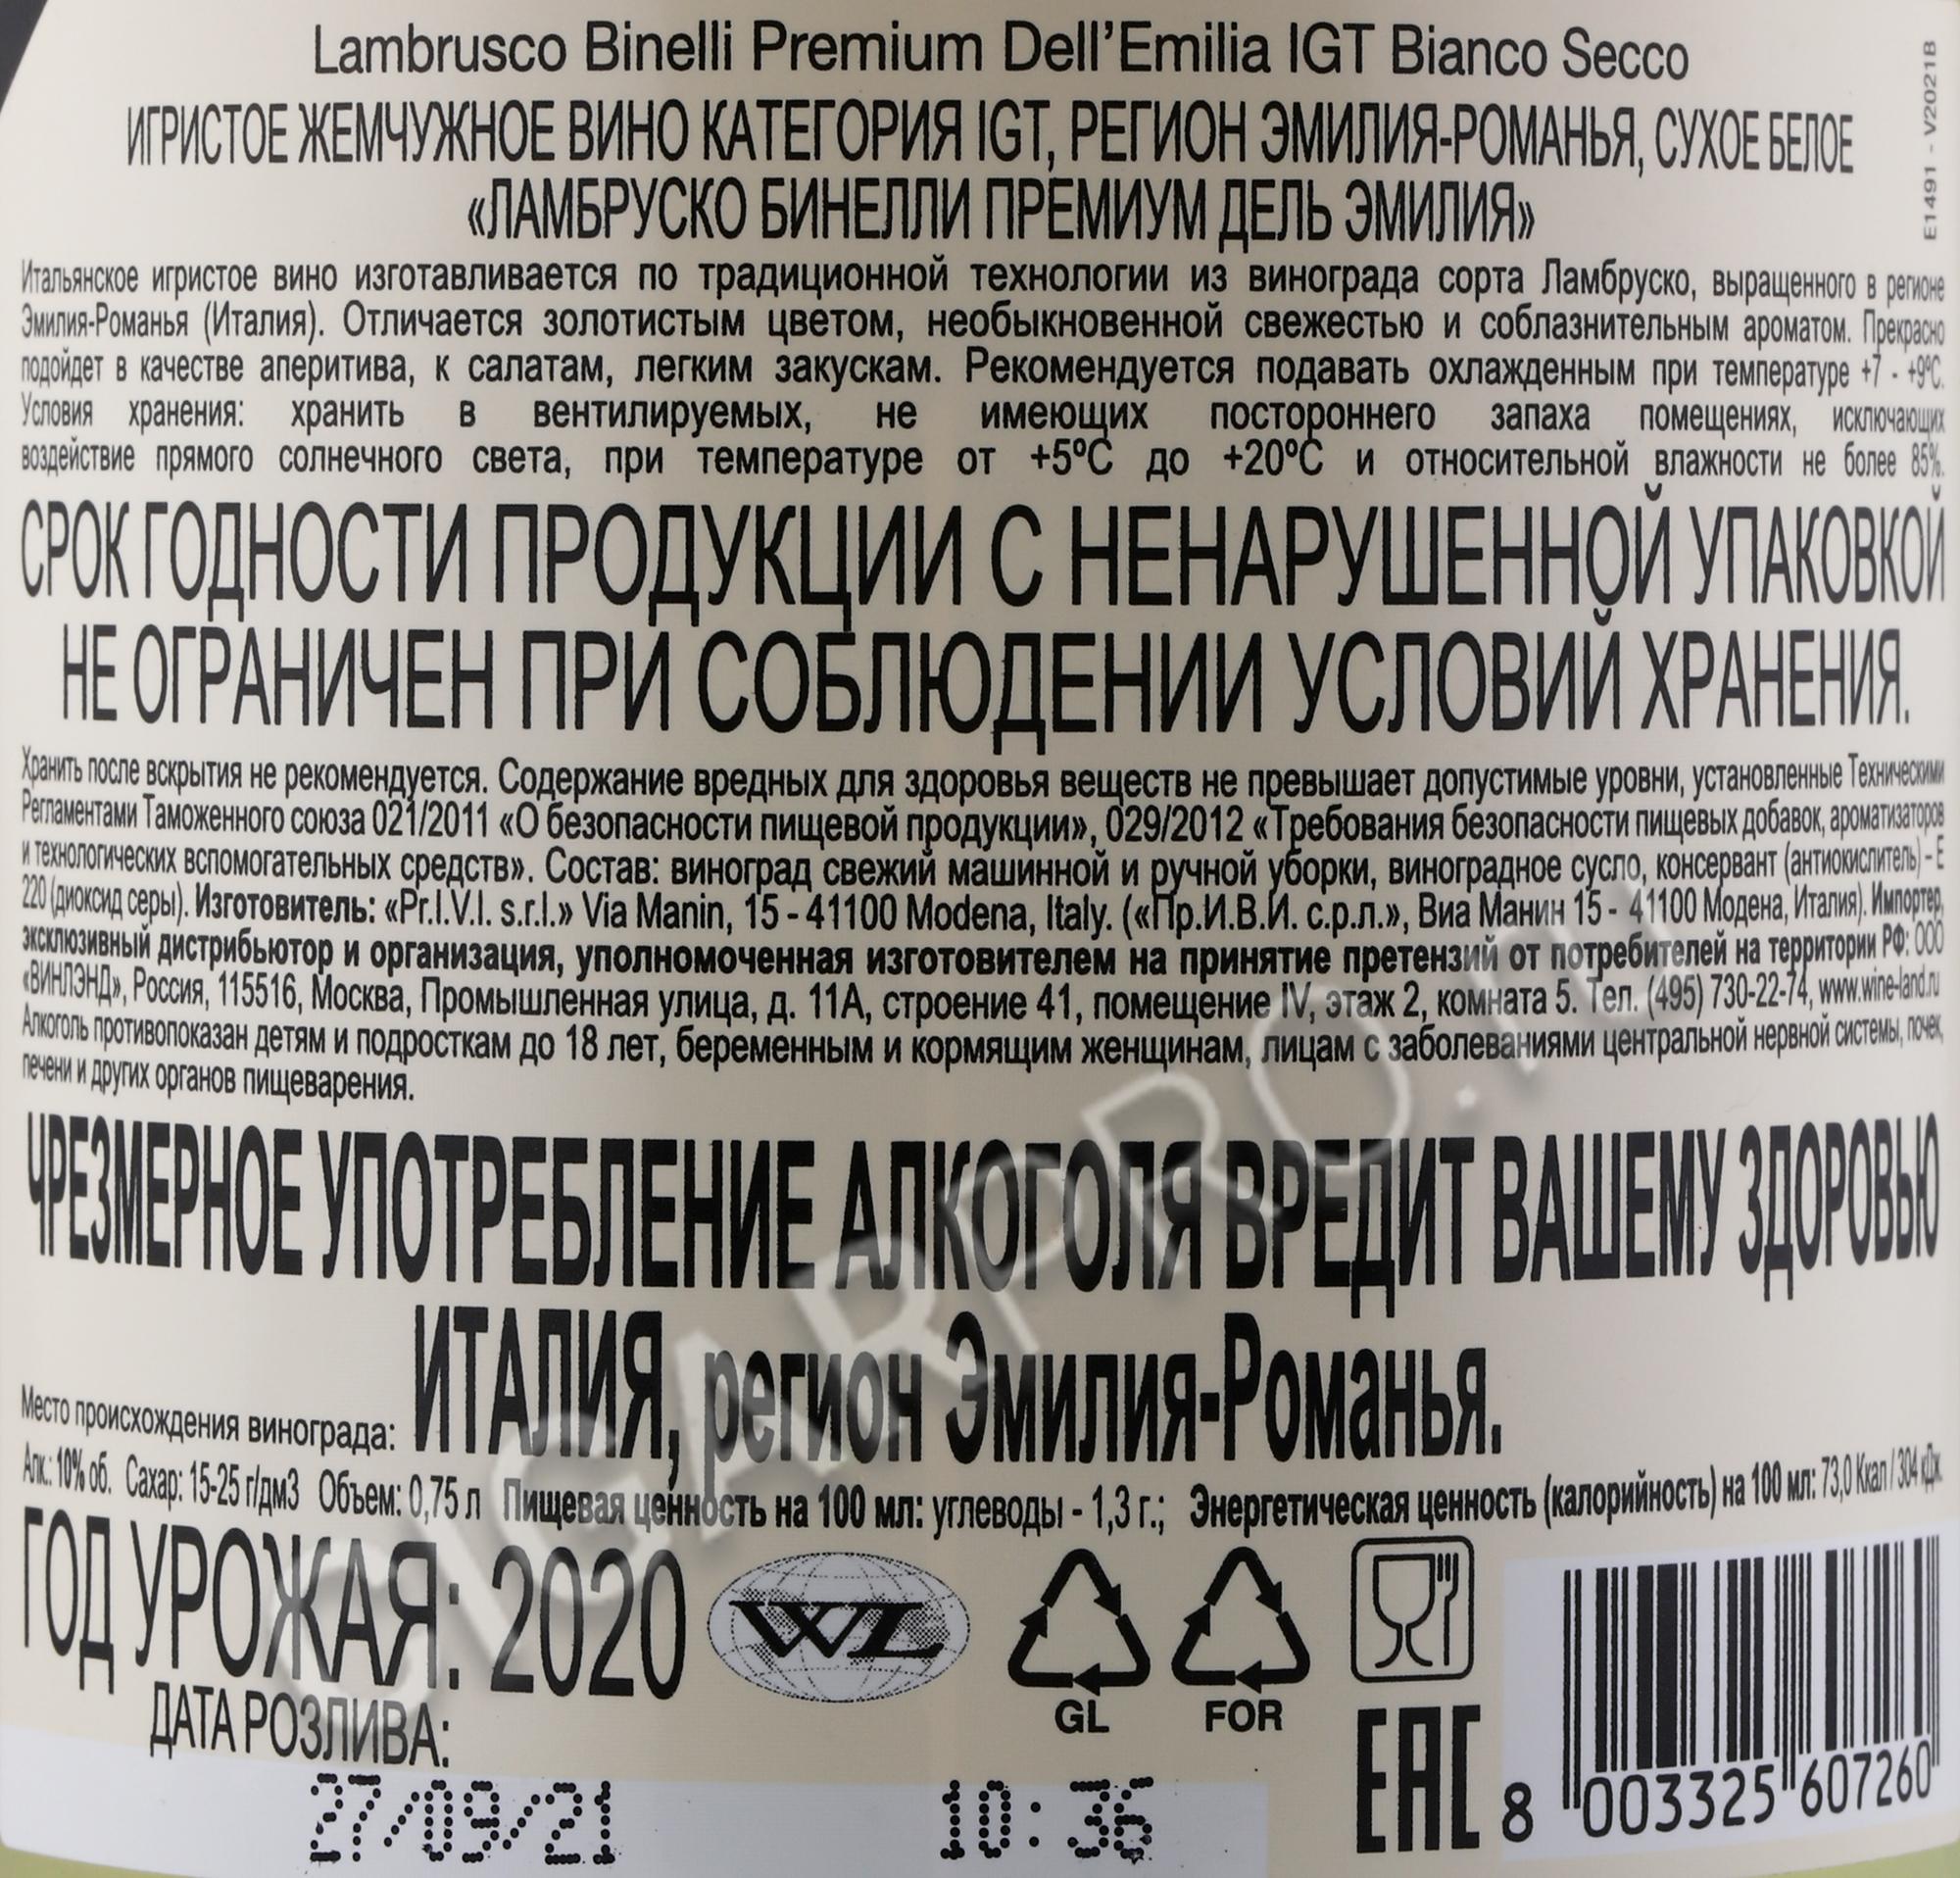 Lambrusco Binelli Premium Dell'Emilia IGT Bianco Secco
ИГРИСТОЕ ЖЕМЧУЖНОЕ ВИНО КАТЕГОРИЯ IGT, РЕГИОН ЭМИЛИЯ-РОМАНЬЯ, СУХОЕ БЕЛОЕ
«ЛАМБРУСКО БИНЕЛЛИ ПРЕМИУМ ДЕЛЬ ЭМИЛИЯ»
E1491 - V2021B
Итальянское игристое вино изготавливается по традиционной технологии из винограда сорта Ламбруско, выращенного в регионе
Эмилия-Романья (Италия). Отличается золотистым цветом, необыкновенной свежестью и соблазнительным ароматом. Прекрасно
подойдет в качестве аперитива, к салатам, легким закускам. Рекомендуется подавать охлажденным при температуре +7 - +9ºC.
Условия хранения: хранить в вентилируемых, не имеющих постороннего запаха помещениях, исключающих
воздействие прямого солнечного света, при температуре от +5ºC до +20ºC и относительной влажности не более 85%.
СРОК ГОДНОСТИ ПРОДУКЦИИ С НЕНАРУШЕННОЙ УПАКОВКОЙ
НЕ ОГРАНИЧЕН ПРИ СОБЛЮДЕНИИ УСЛОВИЙ ХРАНЕНИЯ.
Хранить после вскрытия не рекомендуется. Содержание вредных для здоровья веществ не превышает допустимые уровни, установленные Техническими
Регламентами Таможенного союза 021/2011 «О безопасности пищевой продукции», 029/2012 «Требования безопасности пищевых добавок, ароматизаторов
и технологических вспомогательных средств». Состав: виноград свежий машинной и ручной уборки, виноградное сусло, консервант (антиокислитель) - Е
220 (диоксид серы). Изготовитель: «Pr.I.V.I. s.r.l.» Via Manin, 15 - 41100 Modena, Italy. («Пр.И.В.И. с.р.л.», Виа Манин 15 - 41100 Модена, Италия). Импортер,
эксклюзивный дистрибьютор и организация, уполномоченная изготовителем на принятие претензий от потребителей на территории РФ: ООО
«ВИНЛЭНД», Россия, 115516, Москва, Промышленная улица, д. 11А, строение 41, помещение IV, этаж 2, комната 5. Тел. (495) 730-22-74, www.wine-land.ru
Алкоголь противопоказан детям и подросткам до 18 лет, беременным и кормящим женщинам, лицам с заболеваниями центральной нервной системы, почек,
печени и других органов пищеварения.
ЧРЕЗМЕРНОЕ УПОТРЕБЛЕНИЕ АЛКОГОЛЯ ВРЕДИТ ВАШЕМУ ЗДОРОВЬЮ
Место происхождения винограда: ИТАЛИЯ, регион Эмилия-Романья.
Алк.: 10% об. Сахар: 15-25 г/дм3 Объем: 0,75 л Пищевая ценность на 100 мл: углеводы - 1,3 г.; Энергетическая ценность (калорийность) на 100 мл: 73,0 Ккал / 304 кДж.
ГОД УРОЖАЯ: 2020
WL
GL
FOR
ДАТА РОЗЛИВА:
27/09/21 10:36
EAC
8 003325 607260
CIGARPRO.RU